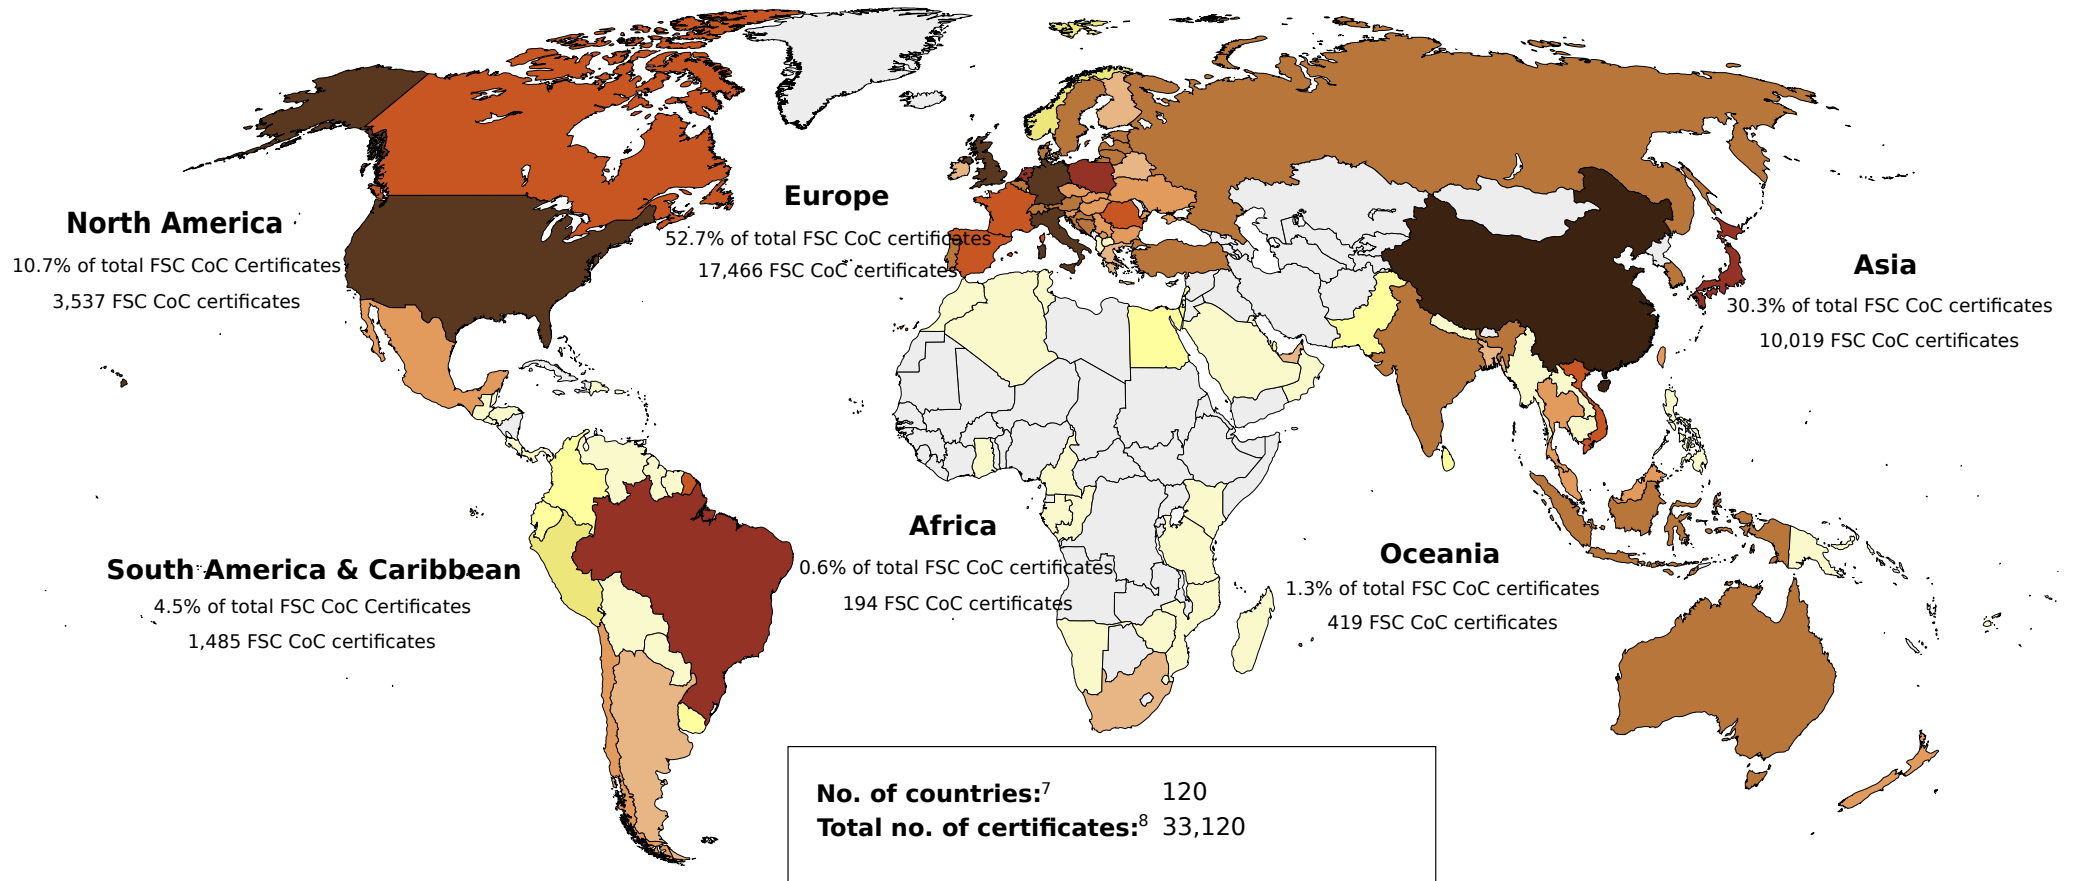 North America
10.7% of total FSC CoC Certificates
3,537 FSC CoC certificates
Europe
52.7% of total FSC CoC certificates
17,466 FSC CoC certificates
Asia
30.3% of total FSC CoC certificates
10,019 FSC CoC certificates
South America & Caribbean
4.5% of total FSC CoC Certificates
1,485 FSC CoC certificates
Africa
0.6% of total FSC CoC certificates
194 FSC CoC certificates
Oceania
1.3% of total FSC CoC certificates
419 FSC CoC certificates
No. of countries:⁷ 120
Total no. of certificates:⁸ 33,120